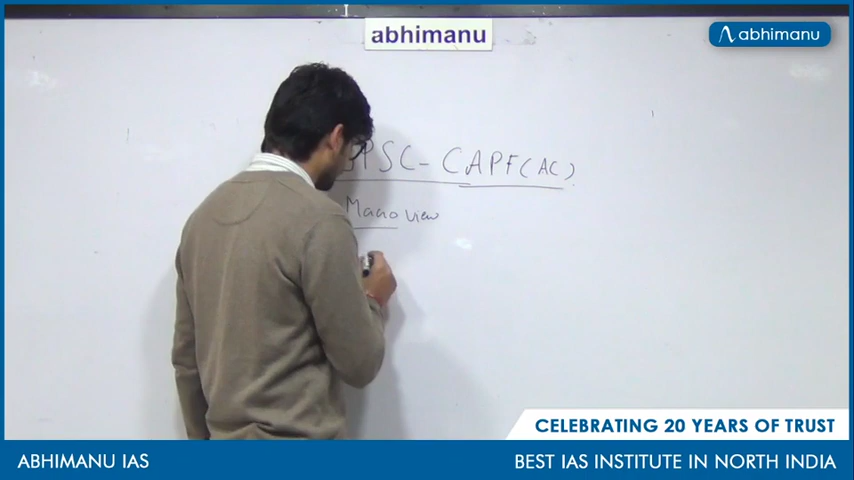 abhimanu
abhimanu
PSC - CAPF (AC)
Macro View
CELEBRATING 20 YEARS OF TRUST
ABHIMANU IAS
BEST IAS INSTITUTE IN NORTH INDIA